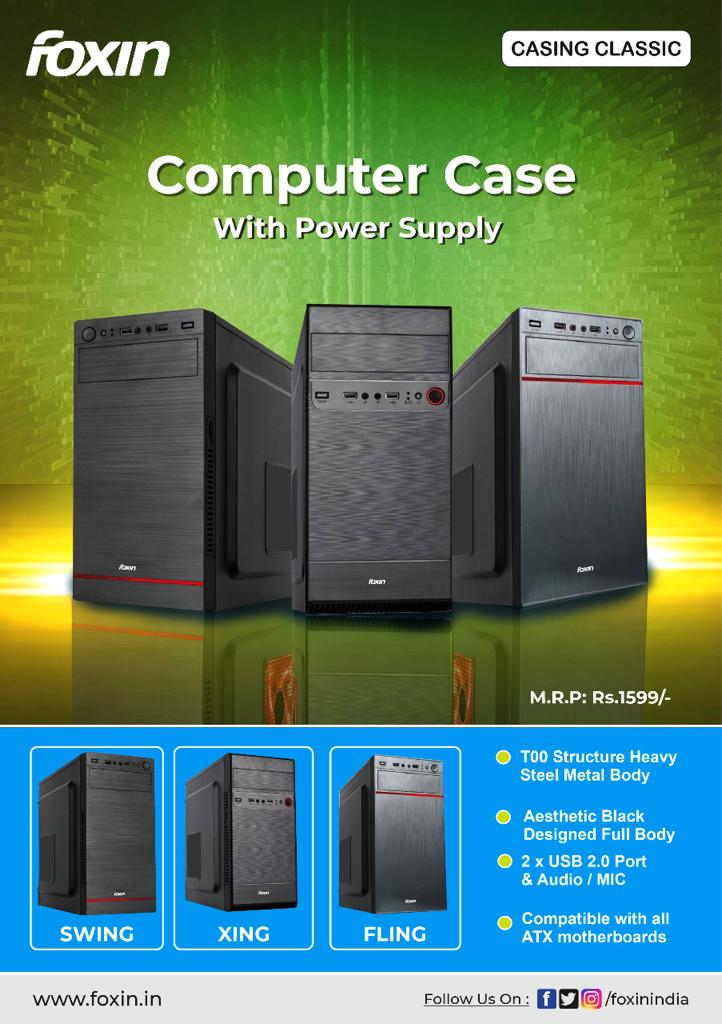 foxin
CASING CLASSIC
Computer Case
With Power Supply
foxin
foxin
foxin
M.R.P: Rs.1599/-
SWING
XING
FLING
T00 Structure Heavy
Steel Metal Body
Aesthetic Black
Designed Full Body
2 x USB 2.0 Port
& Audio / MIC
Compatible with all
ATX motherboards
www.foxin.in
Follow Us On : f /foxinindia